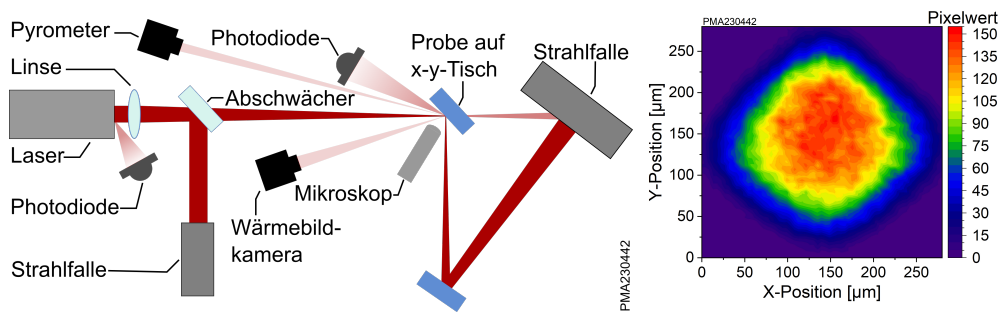 Pyrometer
Linse
Laser
Photodiode
Strahlfalle
Photodiode
Abschwächer
Wärmebild-
kamera
Mikroskop
Probe auf
x-y-Tisch
Strahlfalle
PMA230442
PMA230442
Pixelwert
Y-Position [µm]
250
200
150
100
50
0
0
50
100
150
200
250
X-Position [µm]
150
135
120
105
90
75
60
45
30
15
0